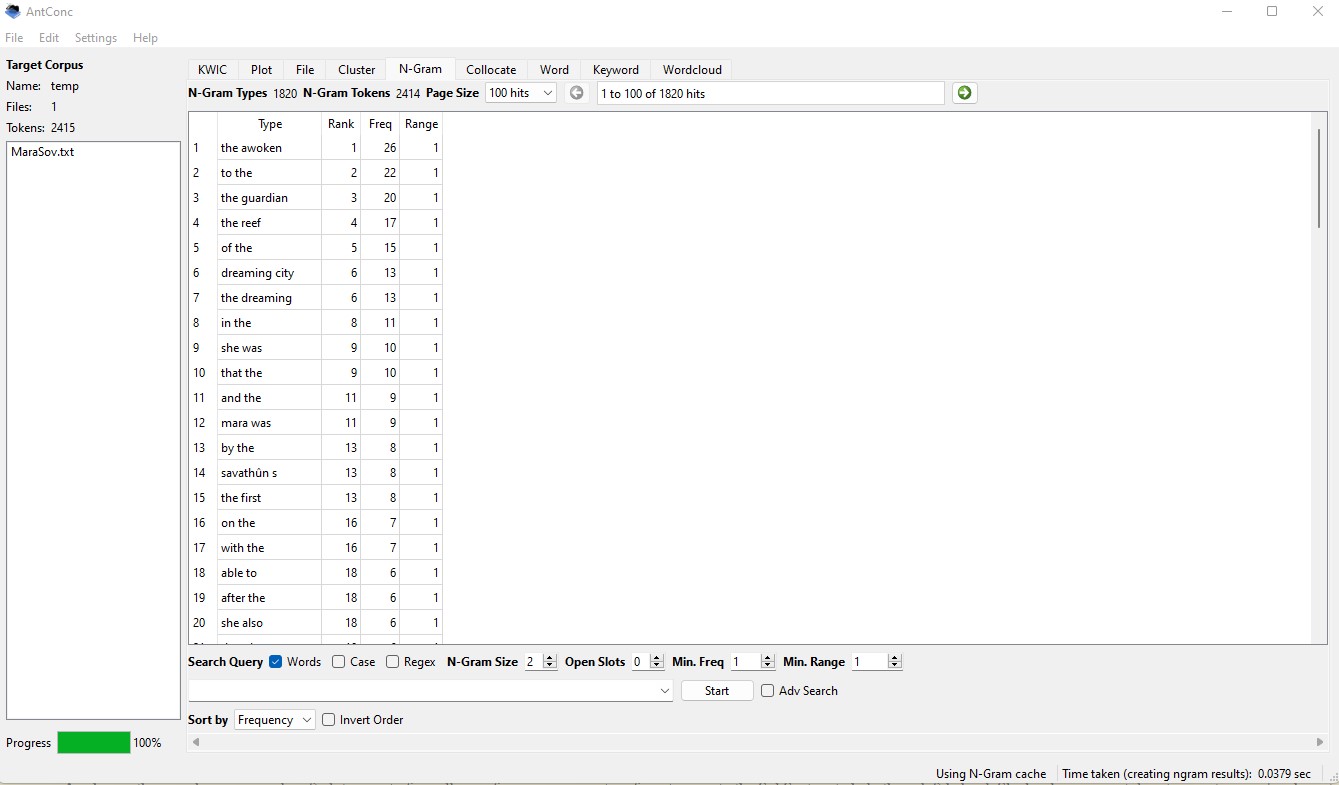 AntConc
File Edit Settings Help
Target Corpus
Name: temp
Files: 1
Tokens: 2415
MaraSov.txt
Progress 100%
KWIC Plot File Cluster N-Gram Collocate Word Keyword Wordcloud
N-Gram Types 1820 N-Gram Tokens 2414 Page Size 100 hits 1 to 100 of 1820 hits
Type Rank Freq Range
1 the awoken 1 26 1
2 to the 2 22 1
3 the guardian 3 20 1
4 the reef 4 17 1
5 of the 5 15 1
6 dreaming city 6 13 1
7 the dreaming 6 13 1
8 in the 8 11 1
9 she was 9 10 1
10 that the 9 10 1
11 and the 11 9 1
12 mara was 11 9 1
13 by the 13 8 1
14 savathûn s 13 8 1
15 the first 13 8 1
16 on the 16 7 1
17 with the 16 7 1
18 able to 18 6 1
19 after the 18 6 1
20 she also 18 6 1
Search Query Words Case Regex N-Gram Size 2 Open Slots 0 Min. Freq 1 Min. Range 1
Start Adv Search
Sort by Frequency Invert Order
Using N-Gram cache Time taken (creating ngram results): 0.0379 sec